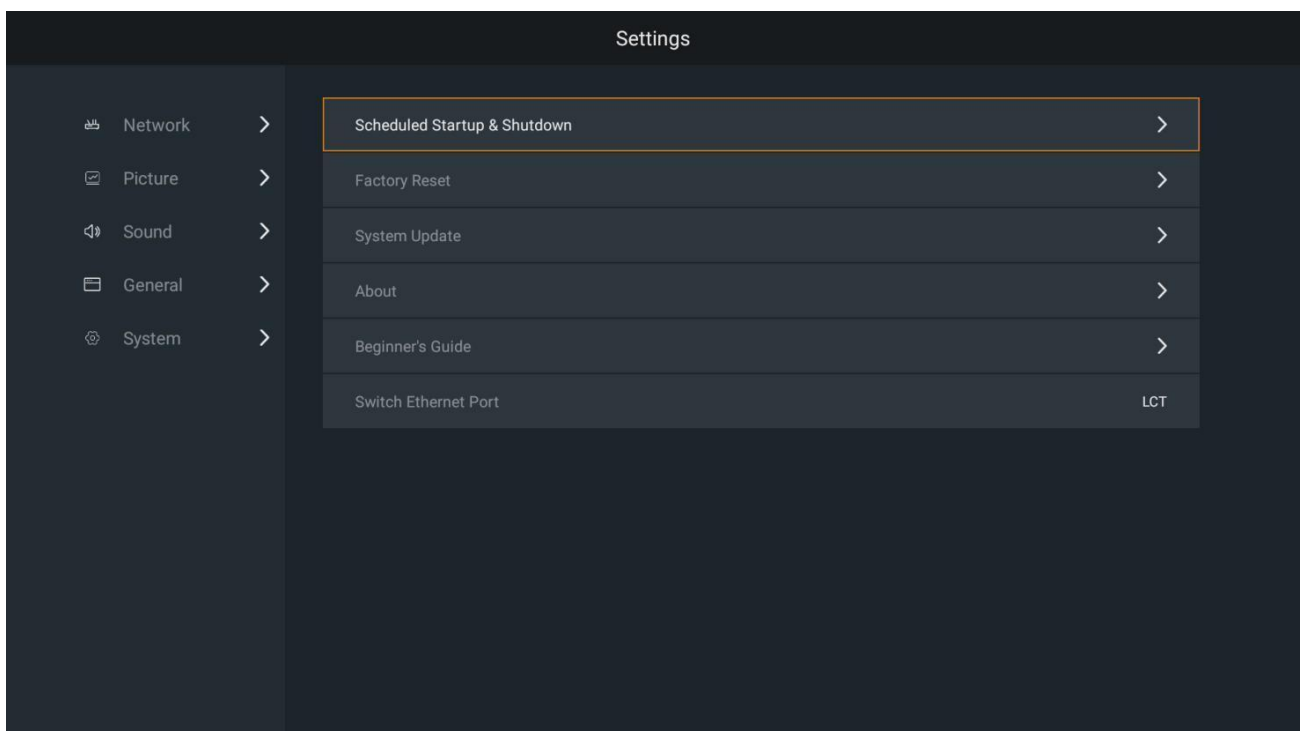 Settings
Network
Picture
Sound
General
System
Scheduled Startup & Shutdown
Factory Reset
System Update
About
Beginner's Guide
Switch Ethernet Port LCT